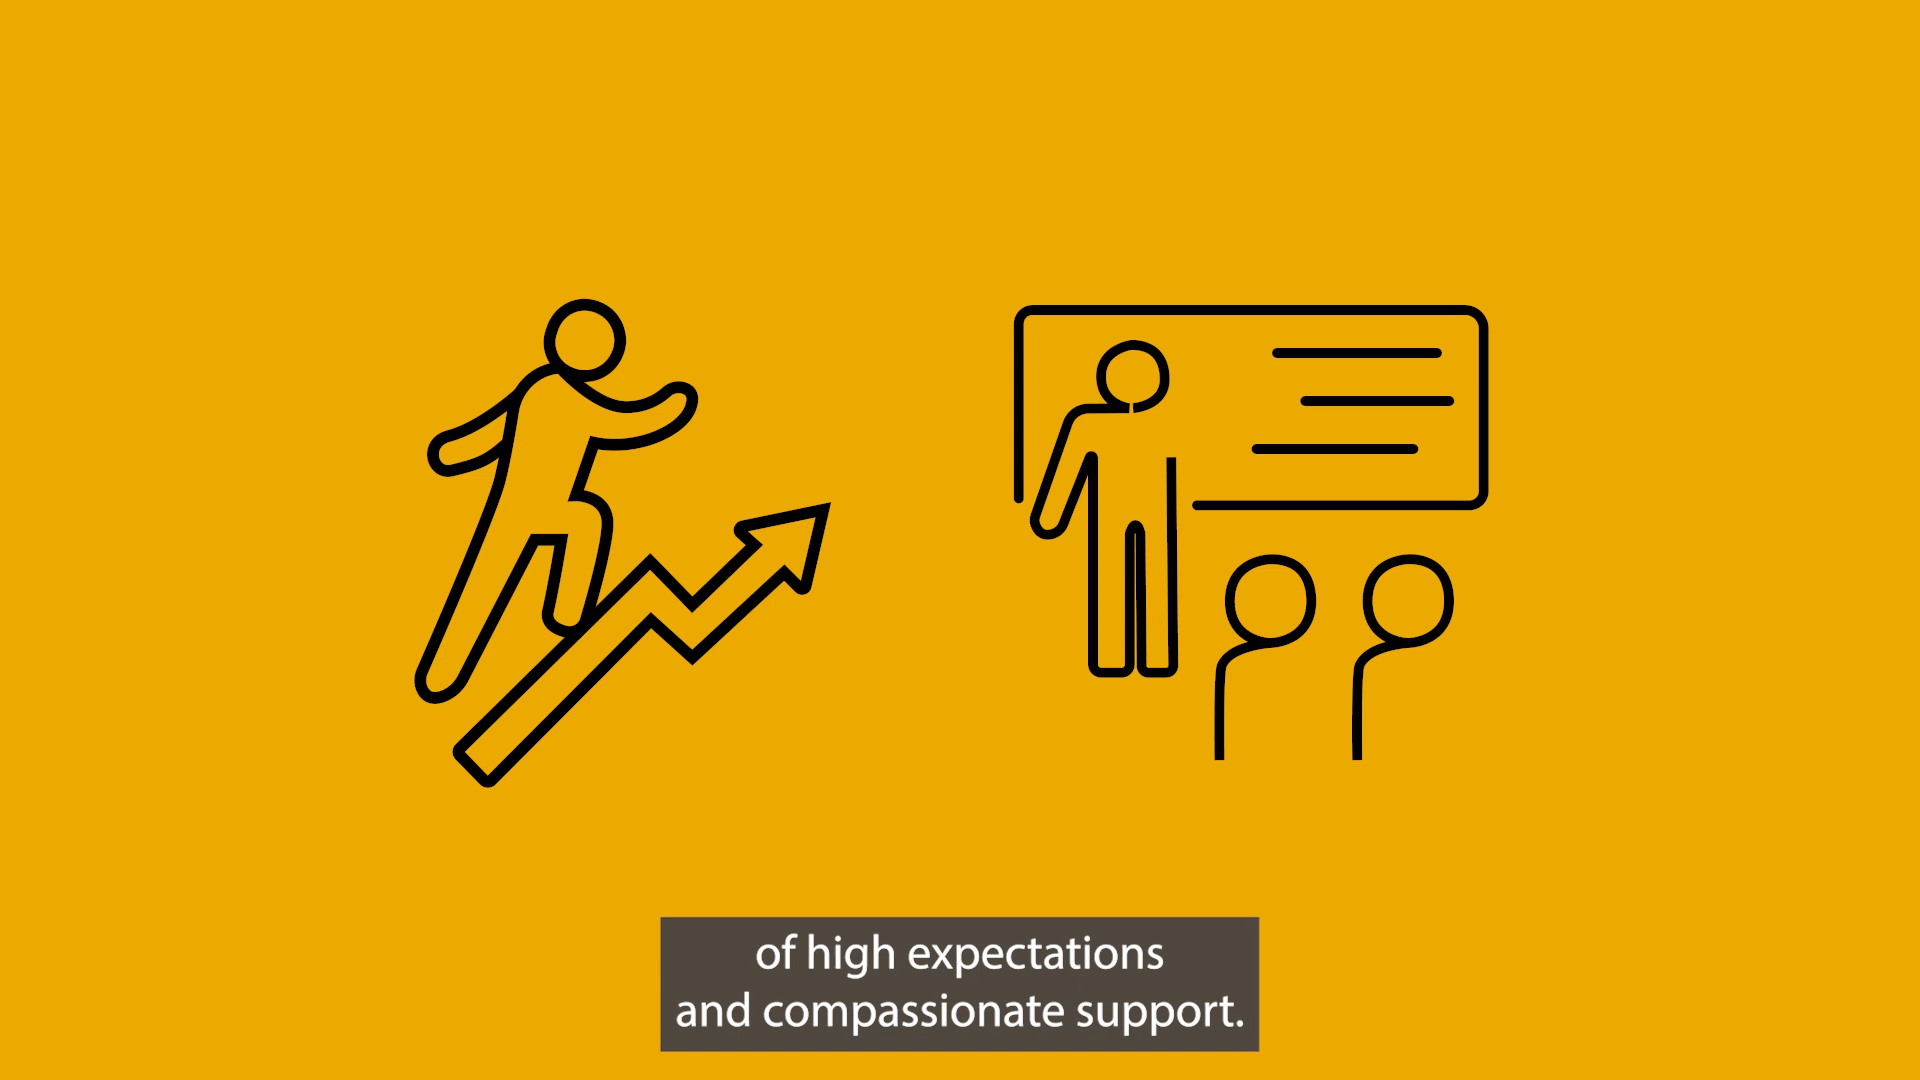 of high expectations
and compassionate support.